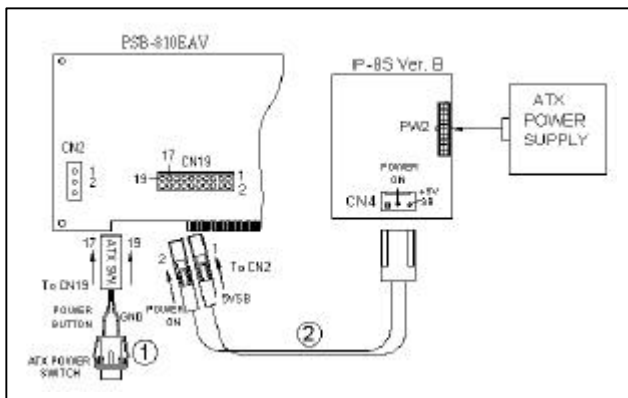 PSB-810EAV
CN2
1
2
17
CN19
19
1
2
17
ATX SW.
19
To CN19
POWER
BUTTON
GND
ATX POWER
SWITCH
1
2
1
To CN2
POWER
ON
5VSB
2
IP-8S Ver. B
PW2
POWER
ON
+5V
SB
CN4
ATX
POWER
SUPPLY